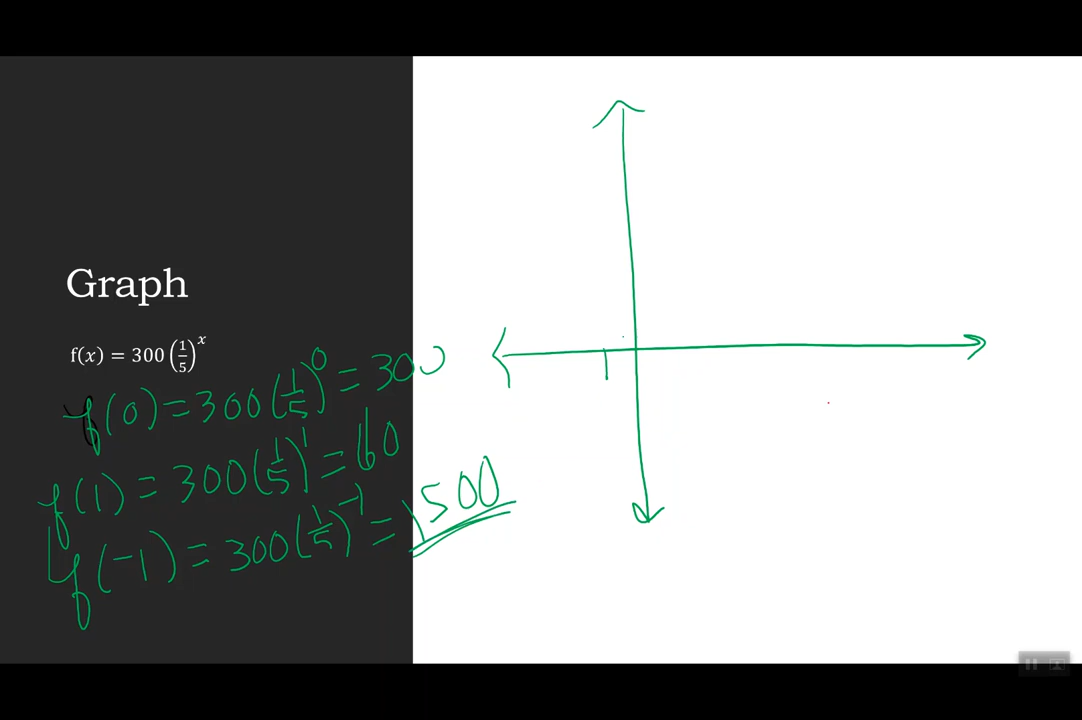 Graph
f(x) = 300(1/5)^x
f(0) = 300(1/5)^0 = 300
f(1) = 300(1/5)^1 = 60
f(-1) = 300(1/5)^-1 = 1500